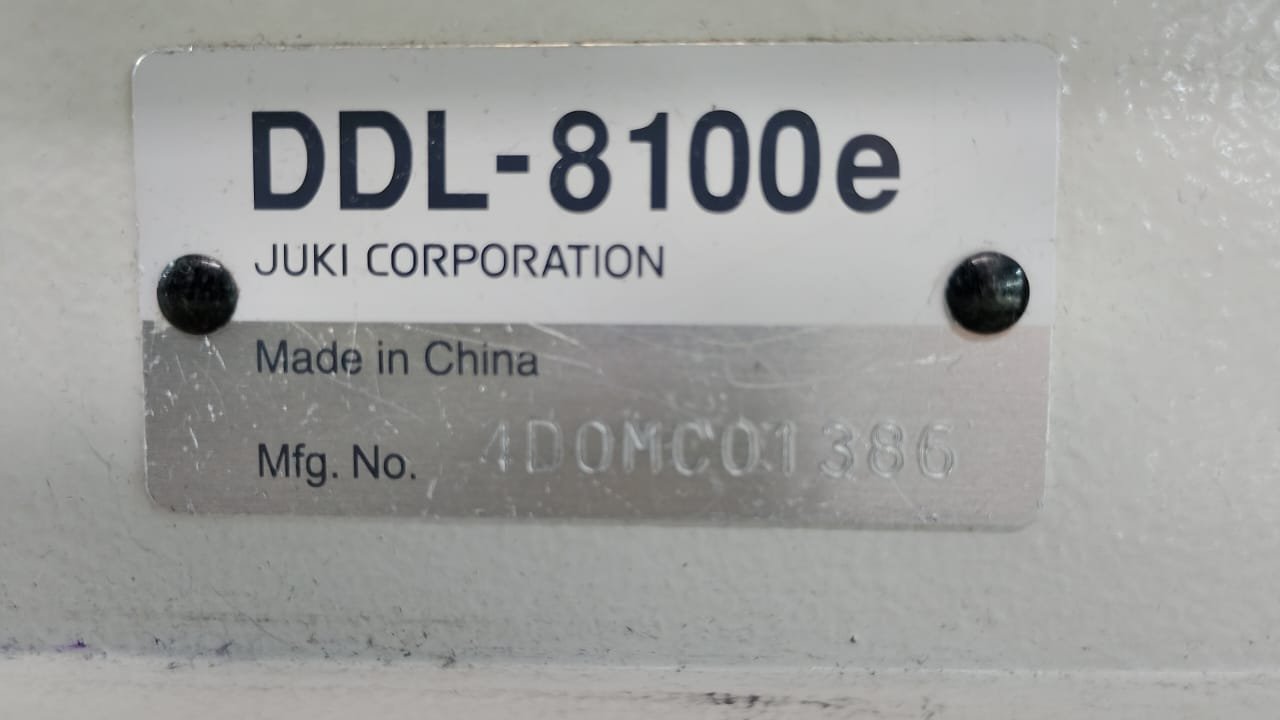 DDL-8100e
JUKI CORPORATION
Made in China
Mfg. No. 4D0MC01386